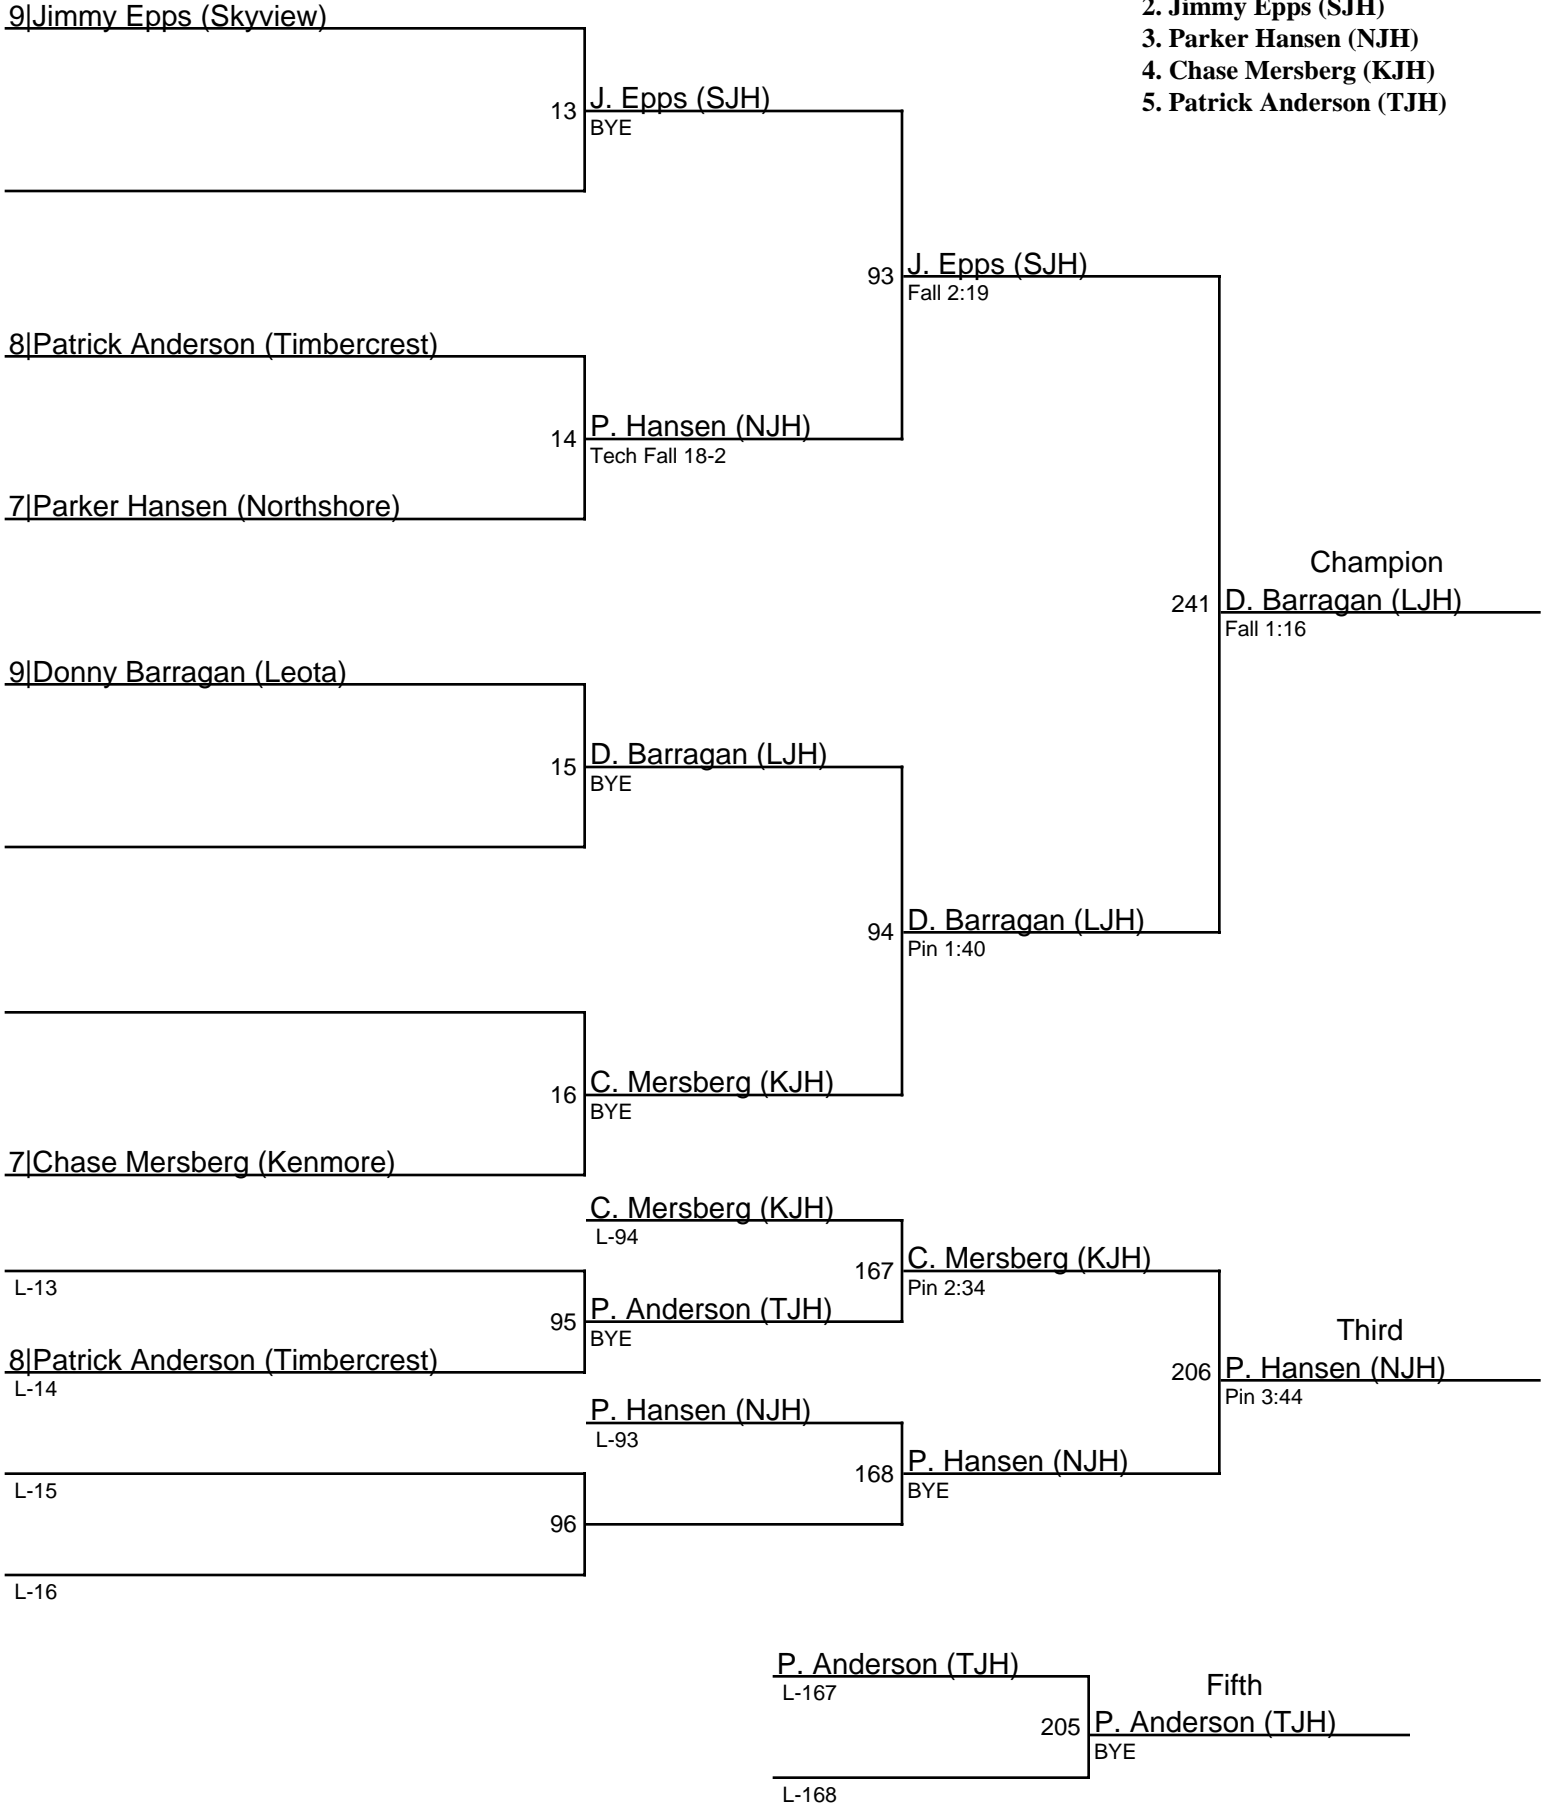 9|Jimmy Epps (Skyview)
2. Jimmy Epps (SJH)
3. Parker Hansen (NJH)
4. Chase Mersberg (KJH)
5. Patrick Anderson (TJH)
13 J. Epps (SJH)
BYE
93 J. Epps (SJH)
Fall 2:19
8|Patrick Anderson (Timbercrest)
14 P. Hansen (NJH)
Tech Fall 18-2
7|Parker Hansen (Northshore)
Champion
241 D. Barragan (LJH)
Fall 1:16
9|Donny Barragan (Leota)
15 D. Barragan (LJH)
BYE
94 D. Barragan (LJH)
Pin 1:40
16 C. Mersberg (KJH)
BYE
7|Chase Mersberg (Kenmore)
C. Mersberg (KJH)
L-94
167 C. Mersberg (KJH)
Pin 2:34
L-13
95 P. Anderson (TJH)
BYE
8|Patrick Anderson (Timbercrest)
L-14
Third
206 P. Hansen (NJH)
Pin 3:44
P. Hansen (NJH)
L-93
168 P. Hansen (NJH)
BYE
L-15
96
L-16
P. Anderson (TJH)
L-167
Fifth
205 P. Anderson (TJH)
BYE
L-168